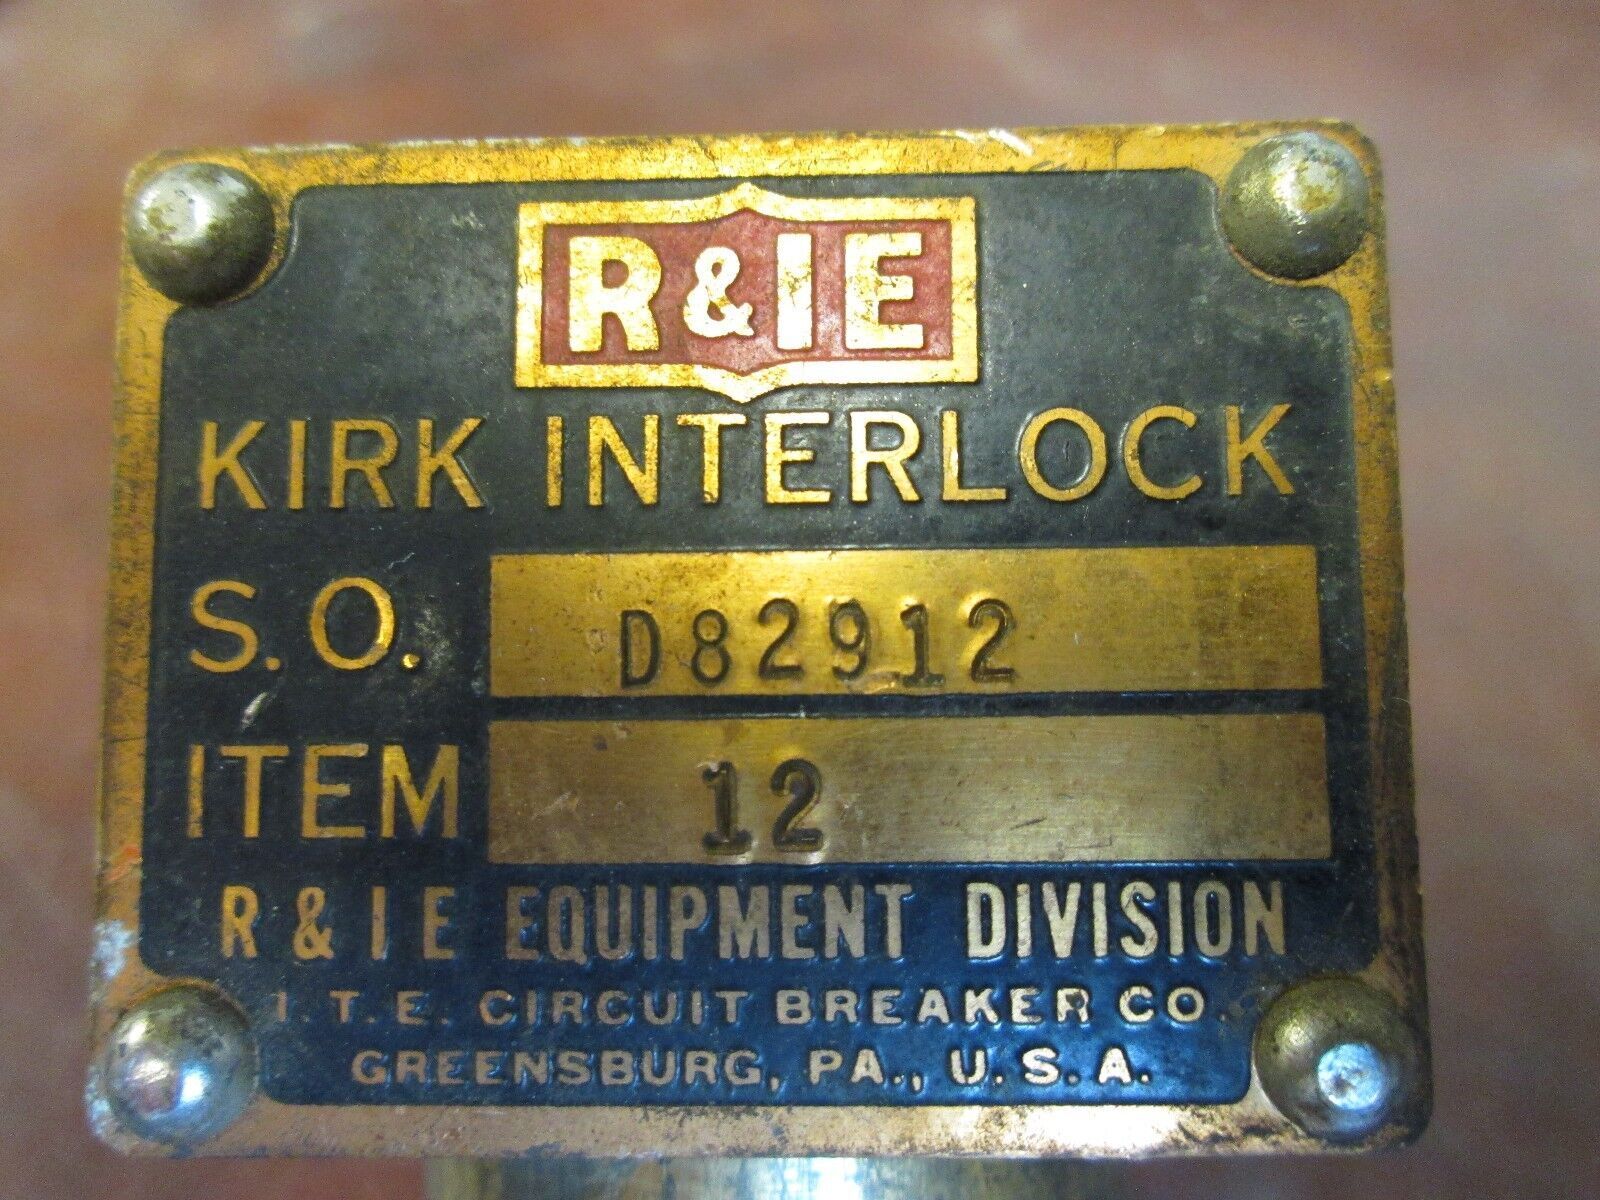 R&IE
KIRK INTERLOCK
S.O. D82912
ITEM 12
R & I E EQUIPMENT DIVISION
I.T.E. CIRCUIT BREAKER CO.
GREENSBURG, PA., U.S.A.